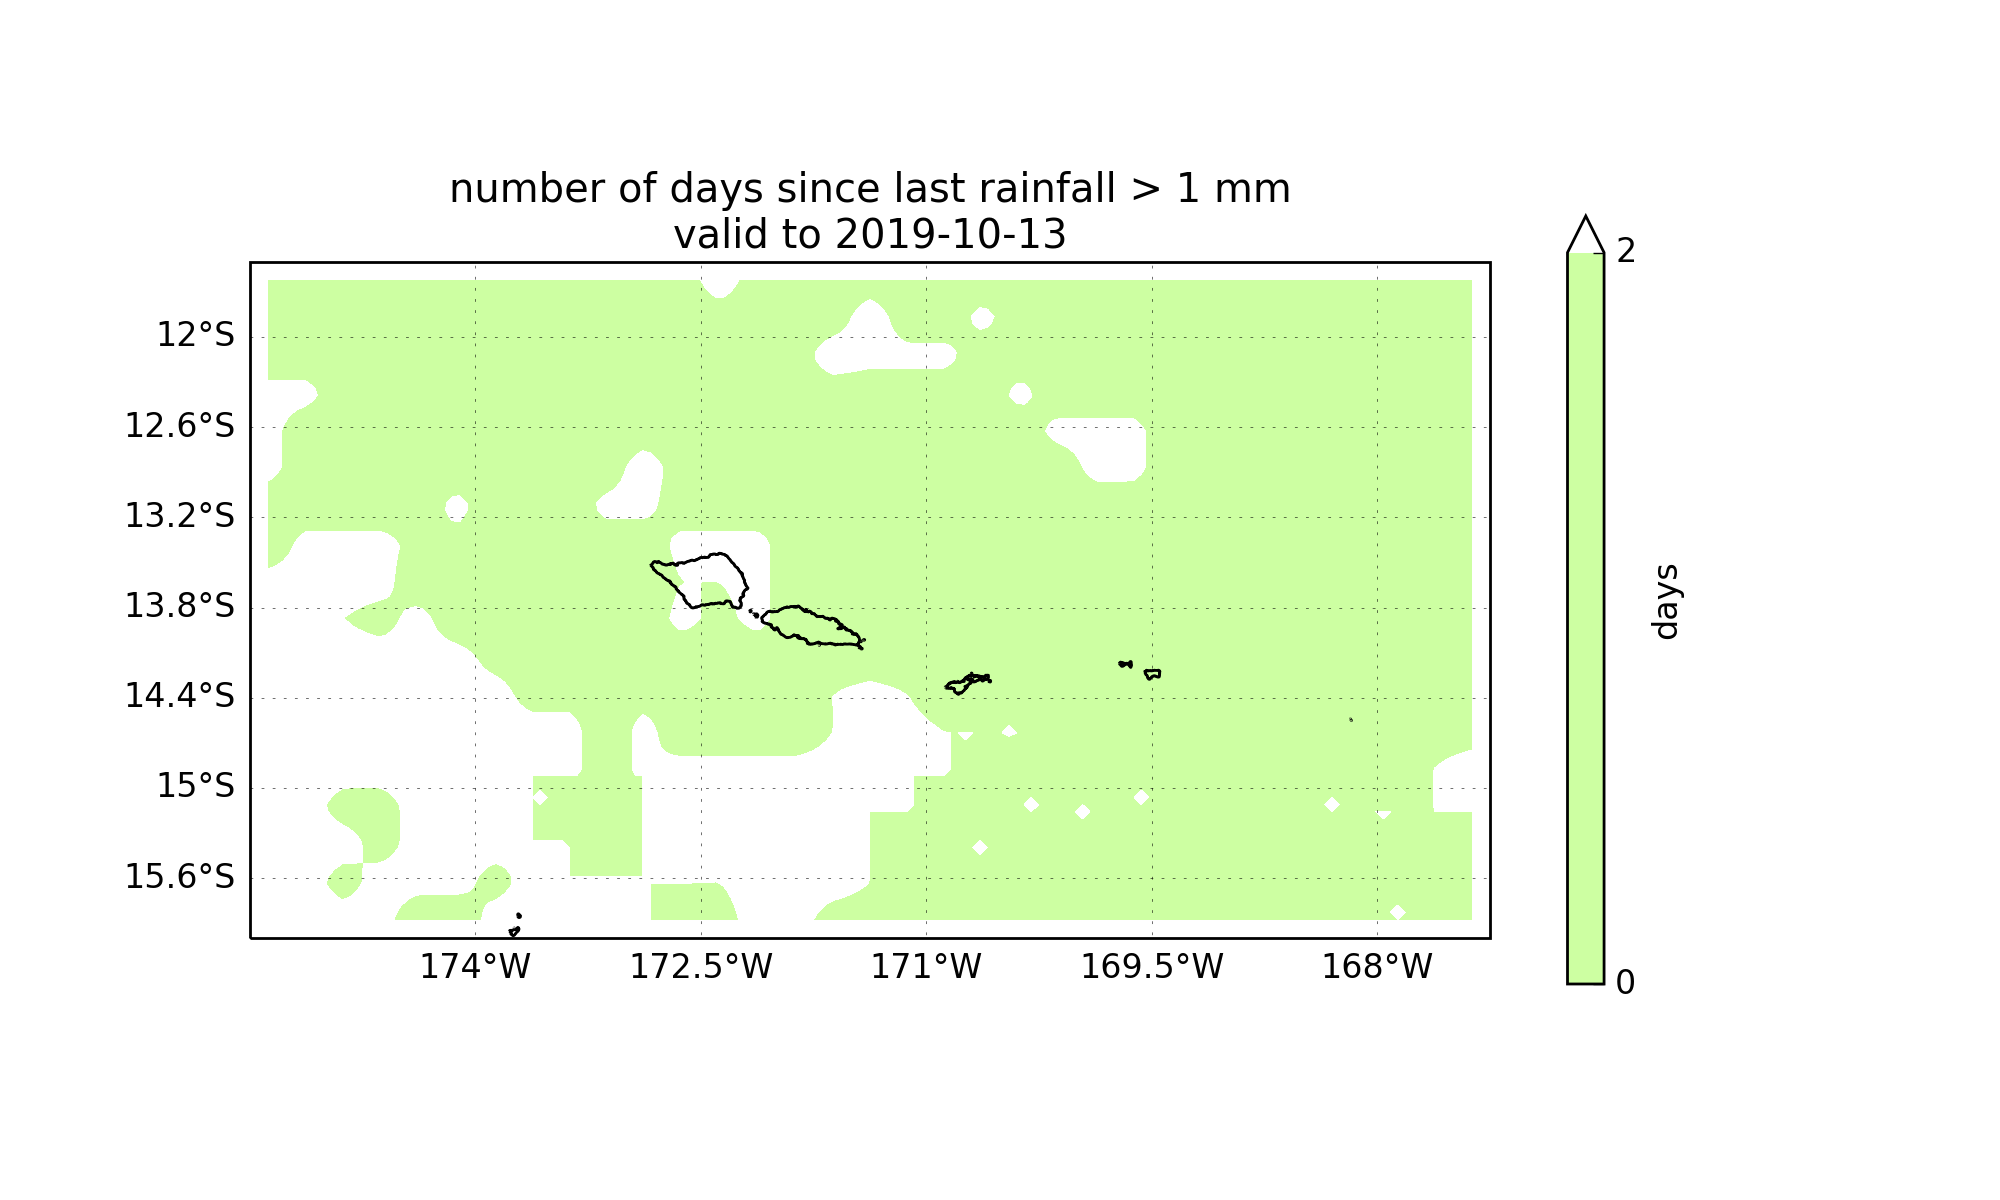 number of days since last rainfall > 1 mm
valid to 2019-10-13
2
12°S
12.6°S
13.2°S
13.8°S
14.4°S
15°S
15.6°S
days
174°W
172.5°W
171°W
169.5°W
168°W
0